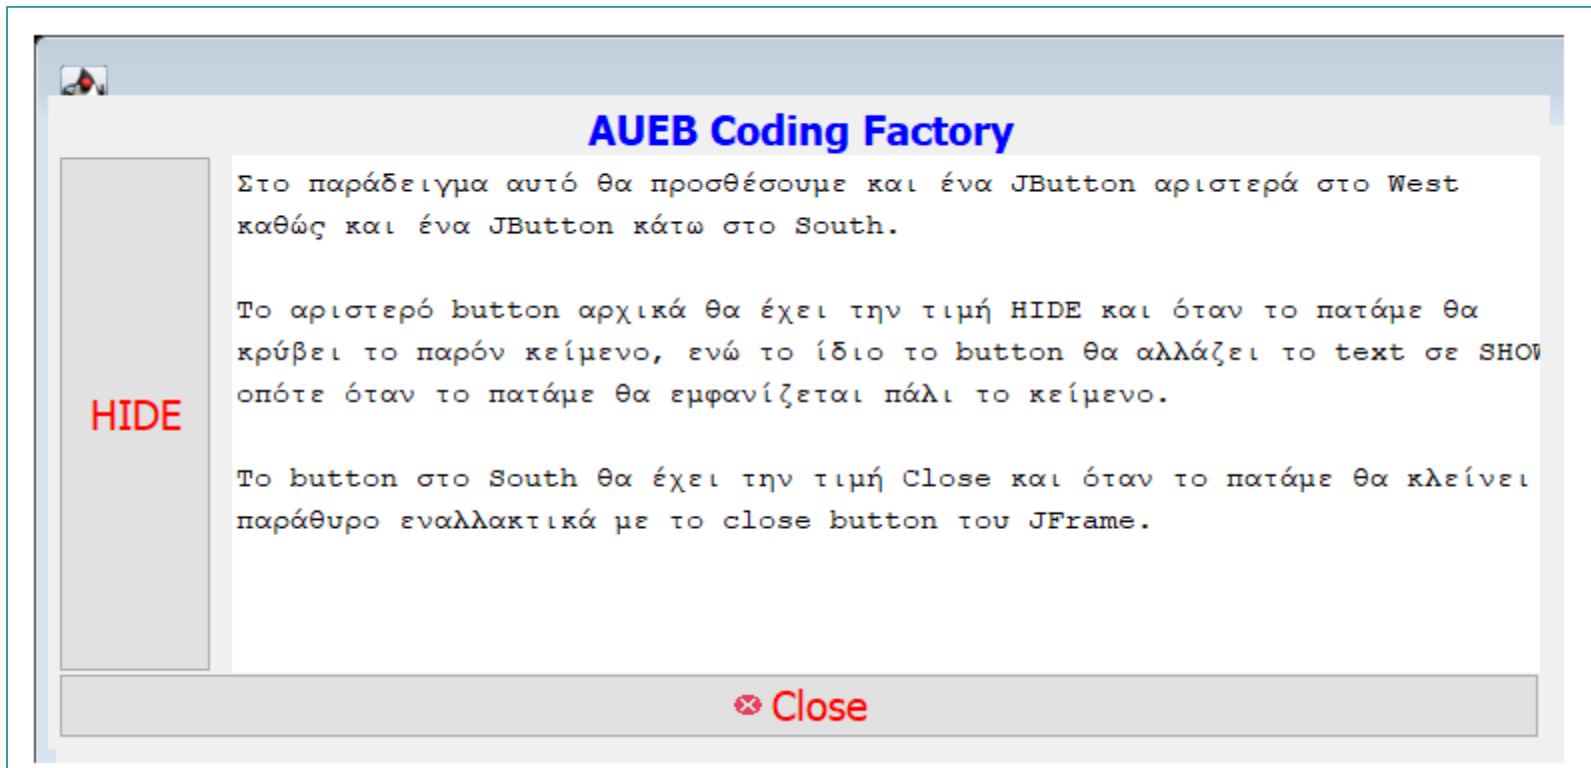 AUEB Coding Factory
Στο παράδειγμα αυτό θα προσθέσουμε και ένα JButton αριστερά στο West
καθώς και ένα JButton κάτω στο South.
Το αριστερό button αρχικά θα έχει την τιμή HIDE και όταν το πατάμε θα
κρύβει το παρόν κείμενο, ενώ το ίδιο το button θα αλλάζει το text σε SHOW
οπότε όταν το πατάμε θα εμφανίζεται πάλι το κείμενο.
HIDE
Το button στο South θα έχει την τιμή Close και όταν το πατάμε θα κλείνει
παράθυρο εναλλακτικά με το close button του JFrame.
Close